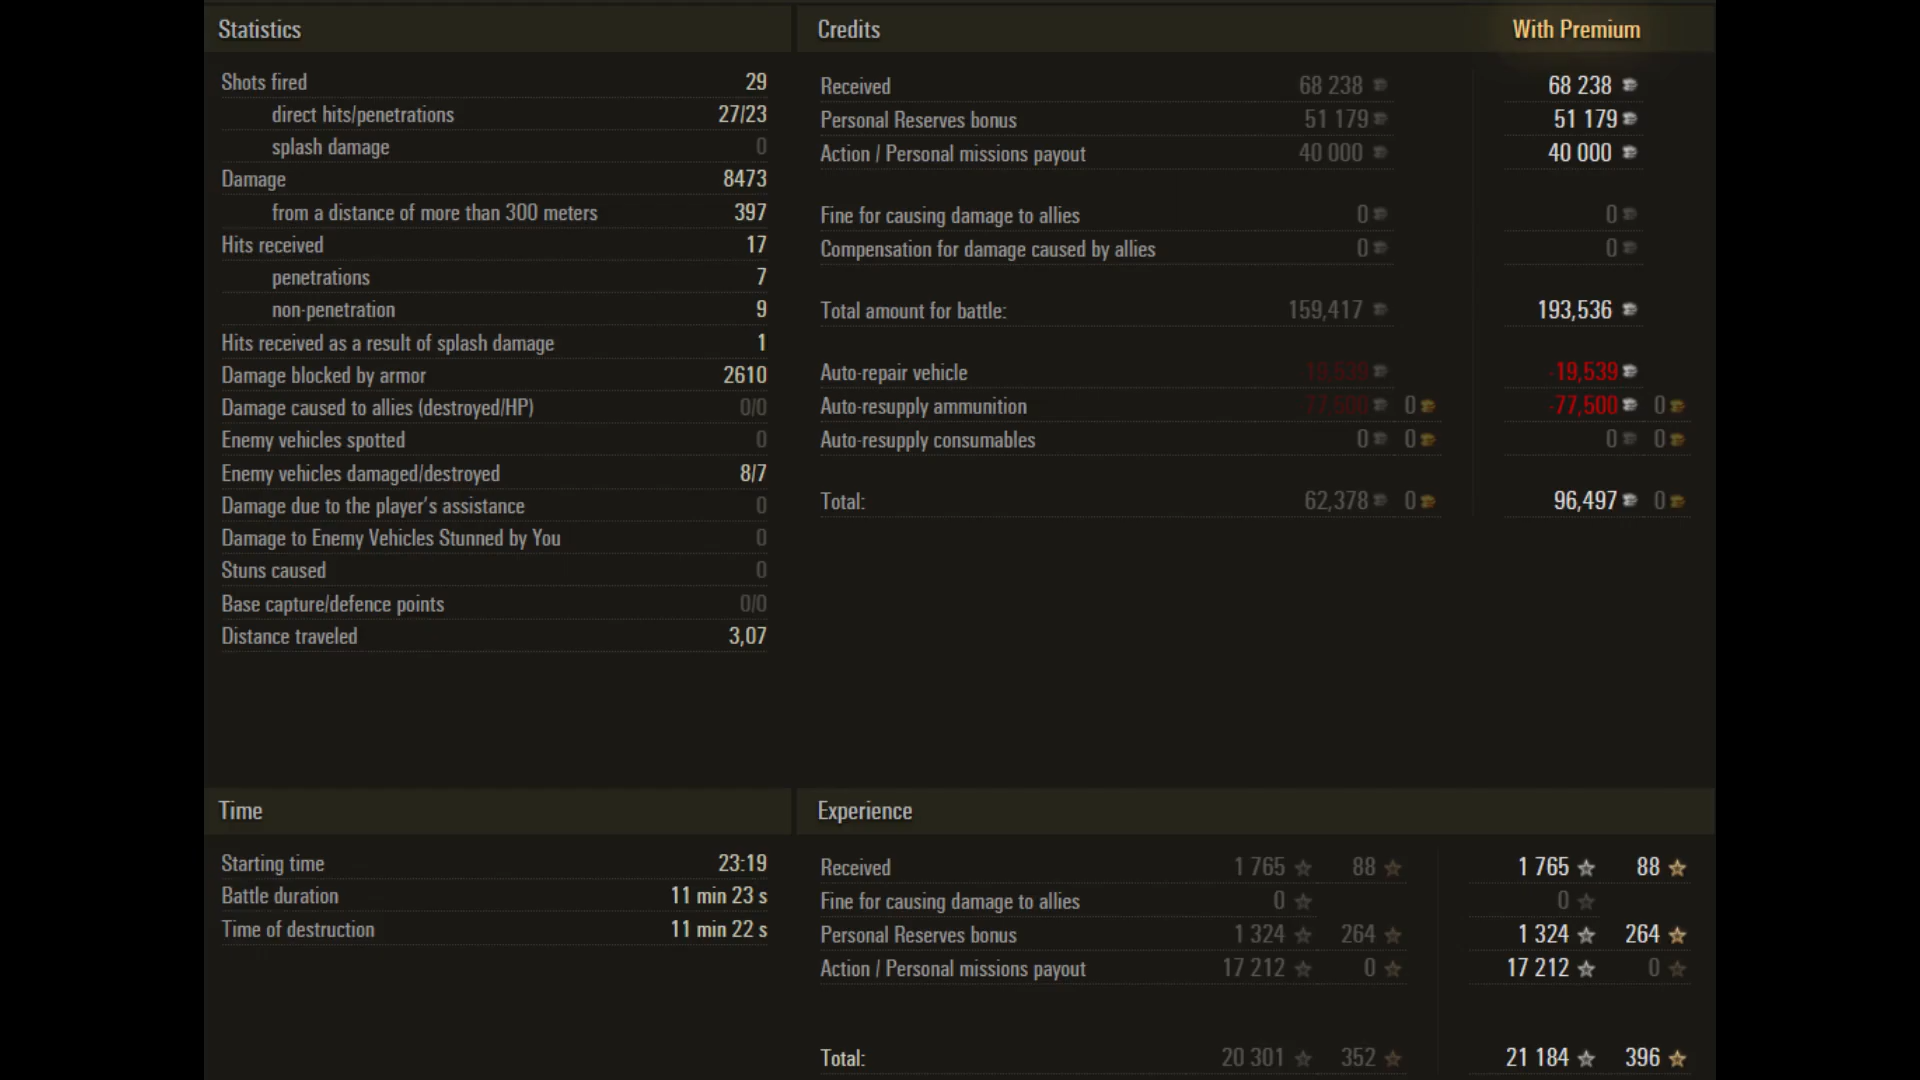 Statistics
Shots fired 29
direct hits/penetrations 27/23
splash damage 0
Damage 8473
from a distance of more than 300 meters 397
Hits received 17
penetrations 7
non-penetration 9
Hits received as a result of splash damage 1
Damage blocked by armor 2610
Damage caused to allies (destroyed/HP) 0/0
Enemy vehicles spotted 0
Enemy vehicles damaged/destroyed 8/7
Damage due to the player's assistance 0
Damage to Enemy Vehicles Stunned by You 0
Stuns caused 0
Base capture/defence points 0/0
Distance traveled 3,07
Credits With Premium
Received 68 238 68 238
Personal Reserves bonus 51 179 51 179
Action / Personal missions payout 40 000 40 000
Fine for causing damage to allies 0 0
Compensation for damage caused by allies 0 0
Total amount for battle: 159,417 193,536
Auto-repair vehicle -19,539 -19,539
Auto-resupply ammunition -77,500 0 -77,500 0
Auto-resupply consumables 0 0 0 0
Total: 62,378 0 96,497 0
Time
Starting time 23:19
Battle duration 11 min 23 s
Time of destruction 11 min 22 s
Experience
Received 1 765 88 1 765 88
Fine for causing damage to allies 0 0
Personal Reserves bonus 1 324 264 1 324 264
Action / Personal missions payout 17 212 0 17 212 0
Total: 20 301 352 21 184 396